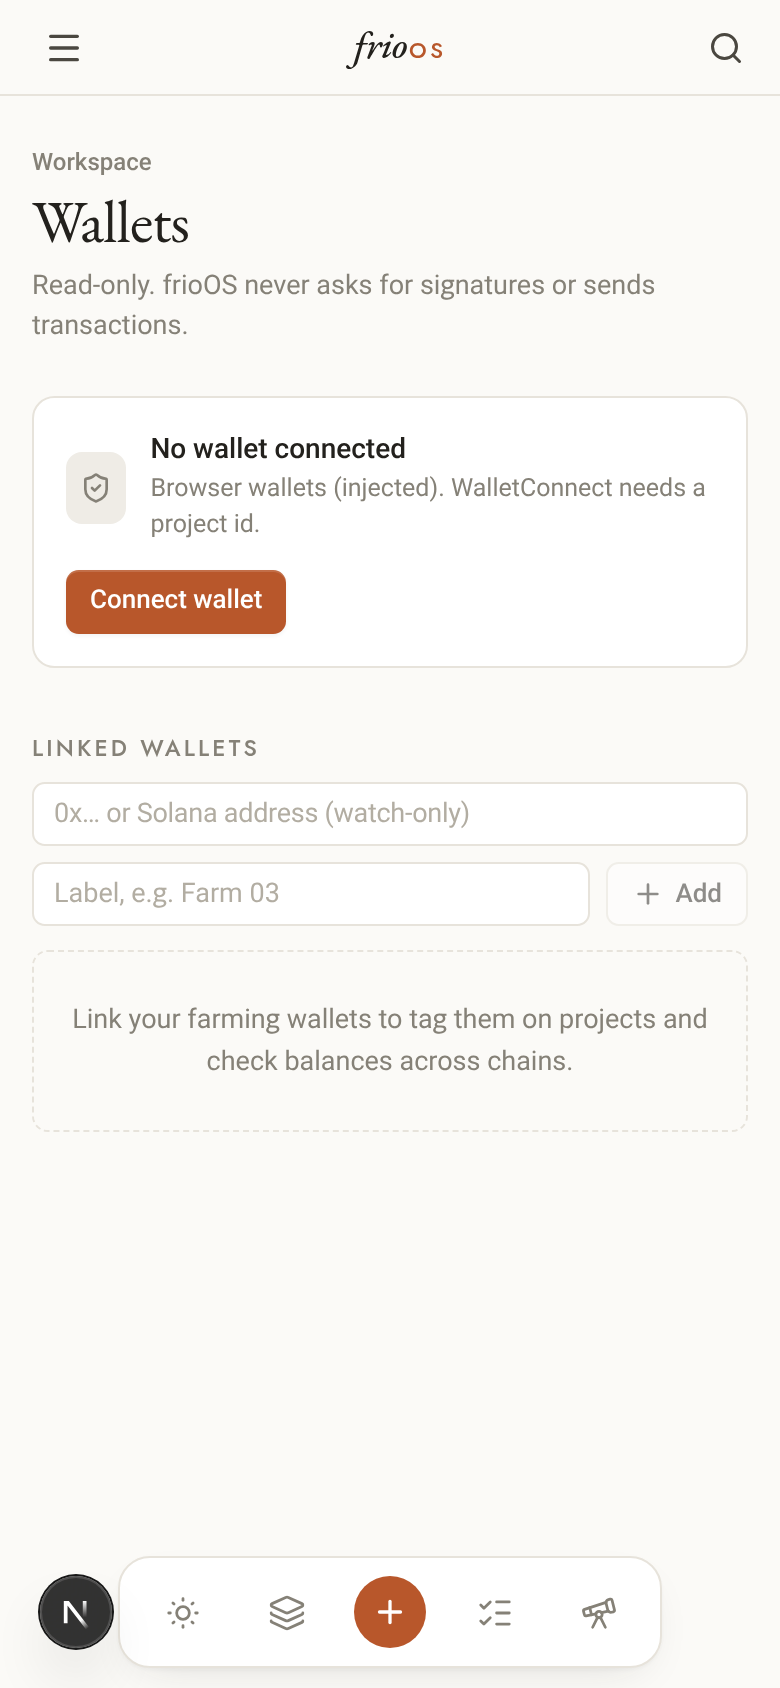 frioOS
Workspace
Wallets
Read-only. frioOS never asks for signatures or sends
transactions.
No wallet connected
Browser wallets (injected). WalletConnect needs a
project id.
Connect wallet
LINKED WALLETS
0x... or Solana address (watch-only)
Label, e.g. Farm 03
Add
Link your farming wallets to tag them on projects and
check balances across chains.
N